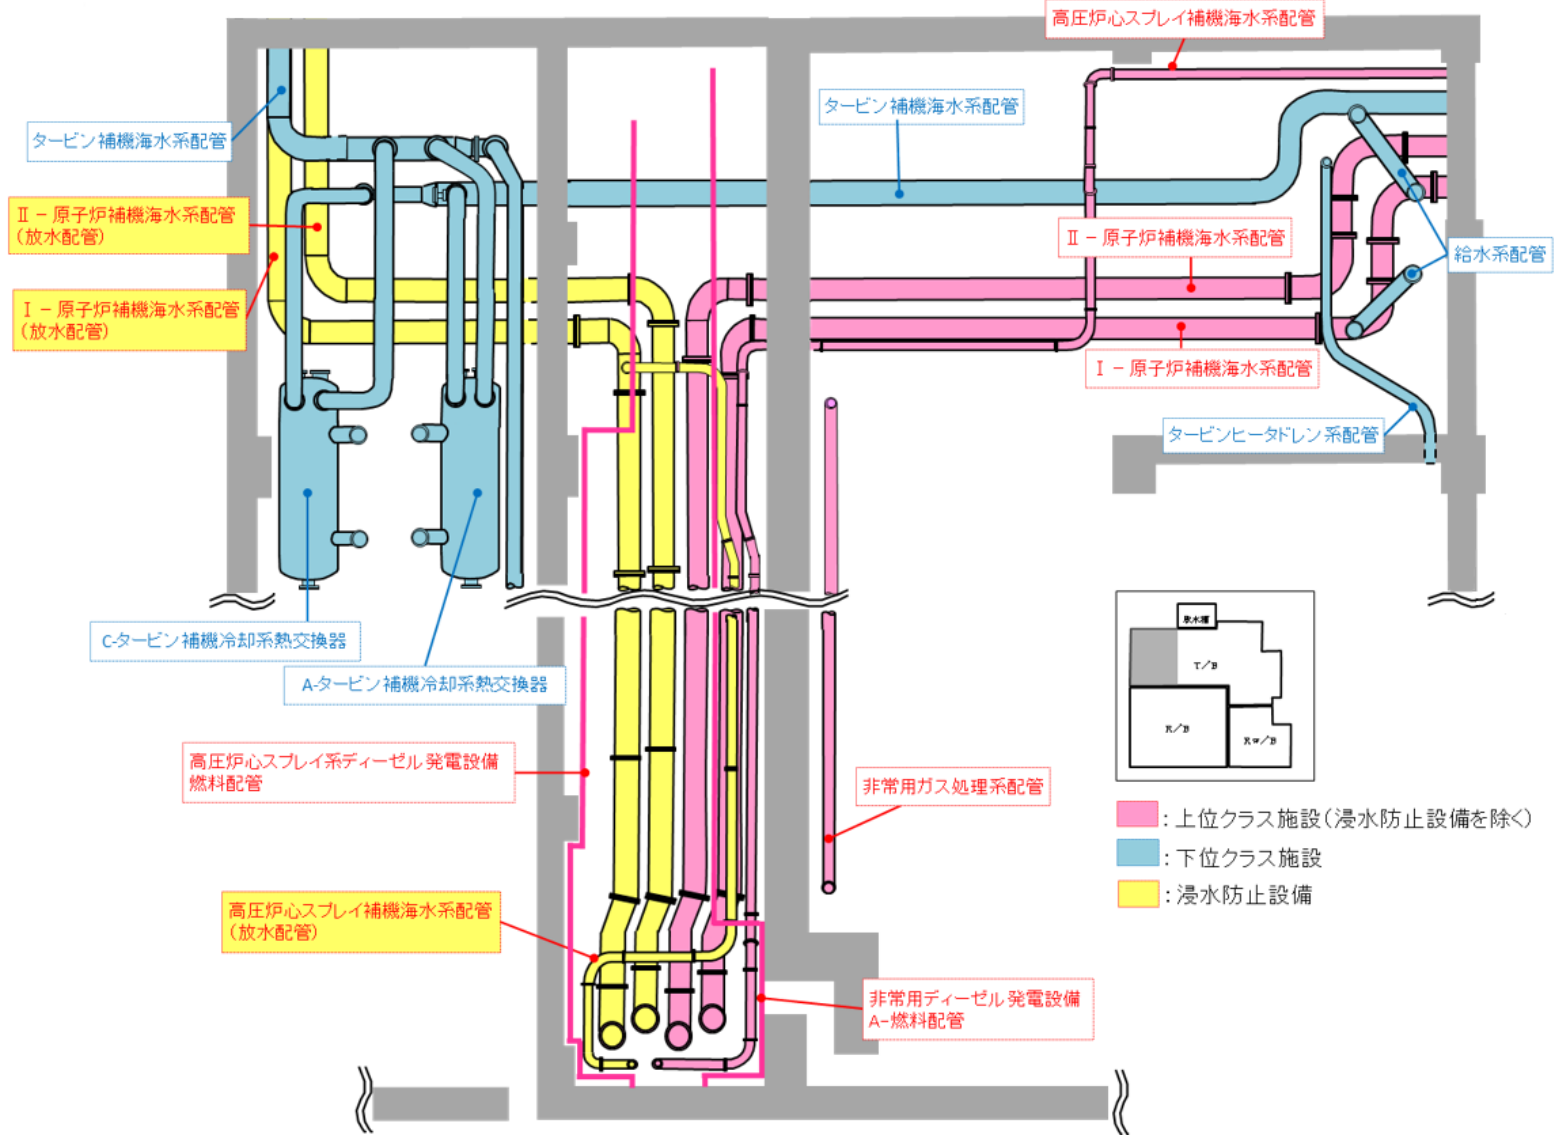 高圧炉心スプレイ補機海水系配管
タービン補機海水系配管
タービン補機海水系配管
Ⅱ－原子炉補機海水系配管
(放水配管)
Ⅱ－原子炉補機海水系配管
給水系配管
Ⅰ－原子炉補機海水系配管
(放水配管)
Ⅰ－原子炉補機海水系配管
タービンヒータドレン系配管
C-タービン補機冷却系熱交換器
A-タービン補機冷却系熱交換器
放水槽
T／B
R／B
Rw／B
高圧炉心スプレイ系ディーゼル発電設備
燃料配管
非常用ガス処理系配管
：上位クラス施設(浸水防止設備を除く)
：下位クラス施設
：浸水防止設備
高圧炉心スプレイ補機海水系配管
(放水配管)
非常用ディーゼル発電設備
A-燃料配管